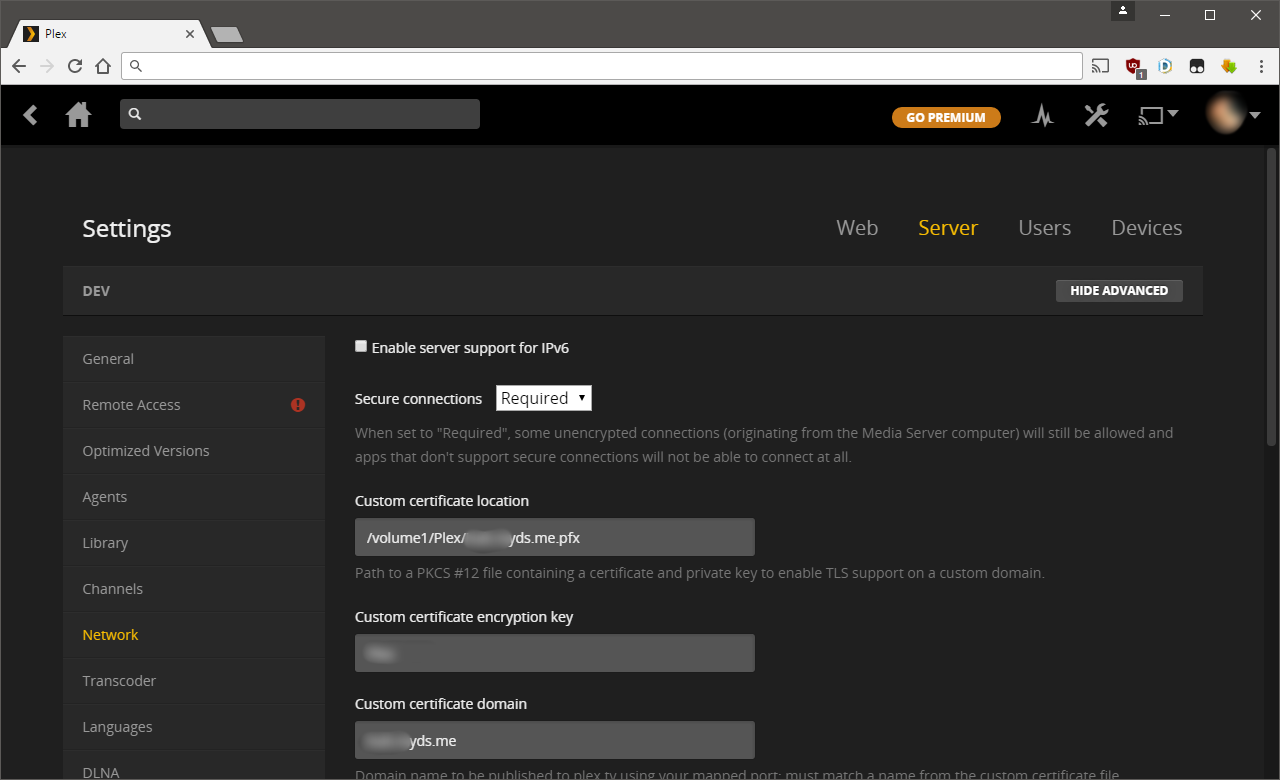 Plex
1
GO PREMIUM
Settings
Web
Server
Users
Devices
DEV
HIDE ADVANCED
General
Remote Access
Optimized Versions
Agents
Library
Channels
Network
Transcoder
Languages
DLNA
Enable server support for IPv6
Secure connections Required
When set to "Required", some unencrypted connections (originating from the Media Server computer) will still be allowed and
apps that don't support secure connections will not be able to connect at all.
Custom certificate location
/volume1/Plex/ yds.me.pfx
Path to a PKCS #12 file containing a certificate and private key to enable TLS support on a custom domain.
Custom certificate encryption key
Custom certificate domain
yds.me
Domain name to be published to plex.tv using your mapped port; must match a name from the custom certificate file.